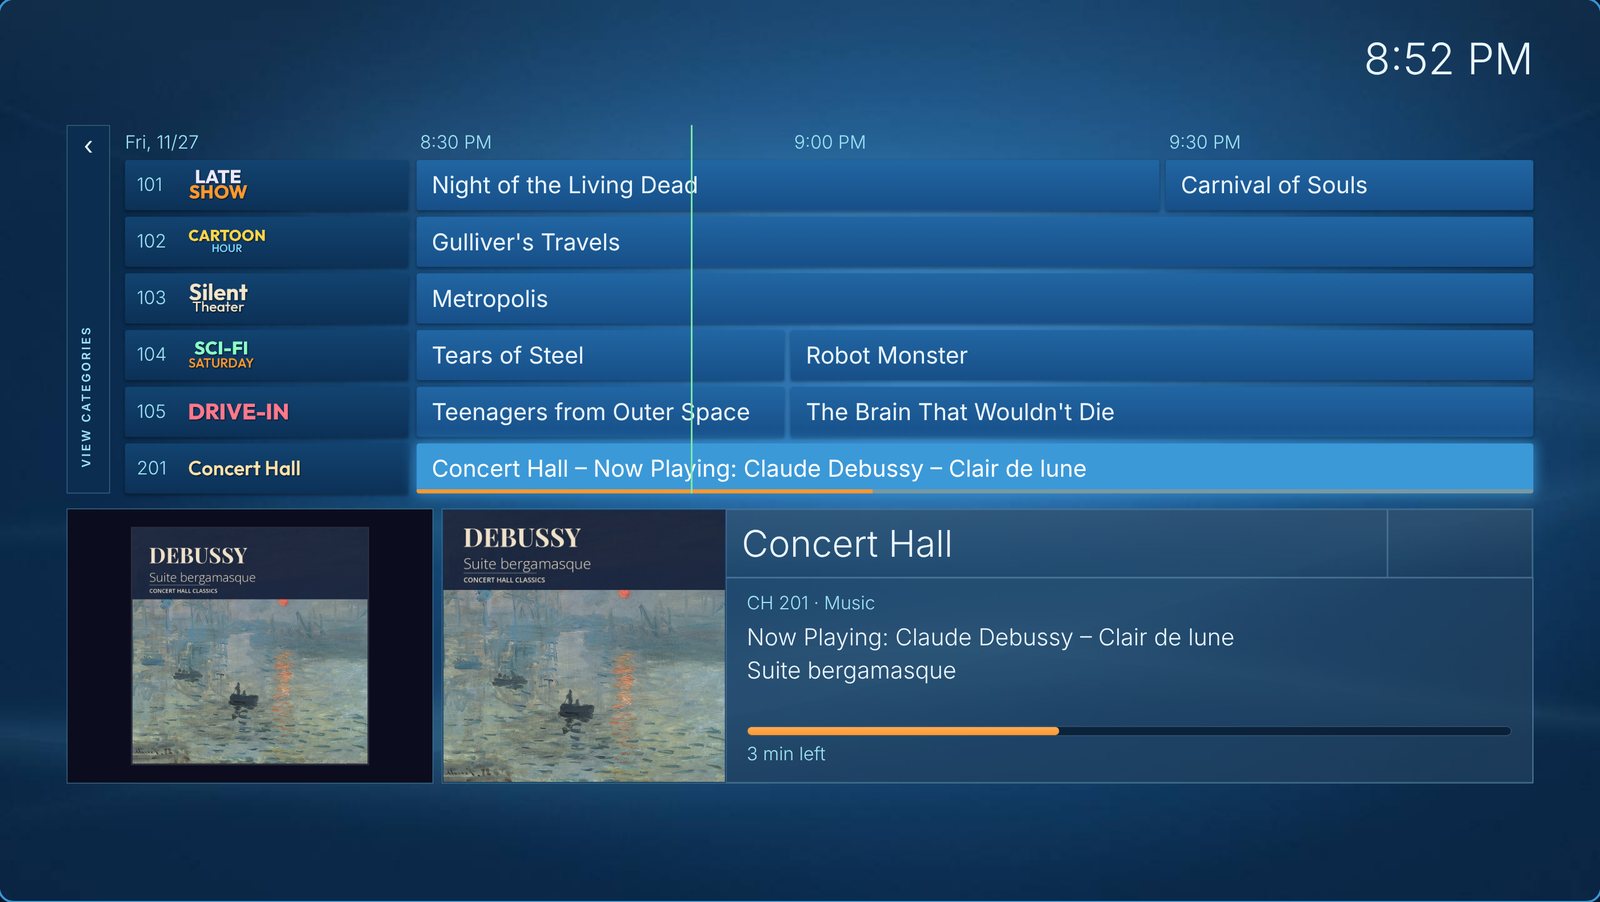 8:52 PM
‹
VIEW CATEGORIES
Fri, 11/27
8:30 PM
9:00 PM
9:30 PM
101
LATE
SHOW
Night of the Living Dead
Carnival of Souls
102
CARTOON
HOUR
Gulliver's Travels
103
Silent
Theater
Metropolis
104
SCI-FI
SATURDAY
Tears of Steel
Robot Monster
105
DRIVE-IN
Teenagers from Outer Space
The Brain That Wouldn't Die
201
Concert Hall
Concert Hall – Now Playing: Claude Debussy – Clair de lune
DEBUSSY
Suite bergamasque
CONCERT HALL CLASSICS
DEBUSSY
Suite bergamasque
CONCERT HALL CLASSICS
Concert Hall
CH 201 · Music
Now Playing: Claude Debussy – Clair de lune
Suite bergamasque
3 min left